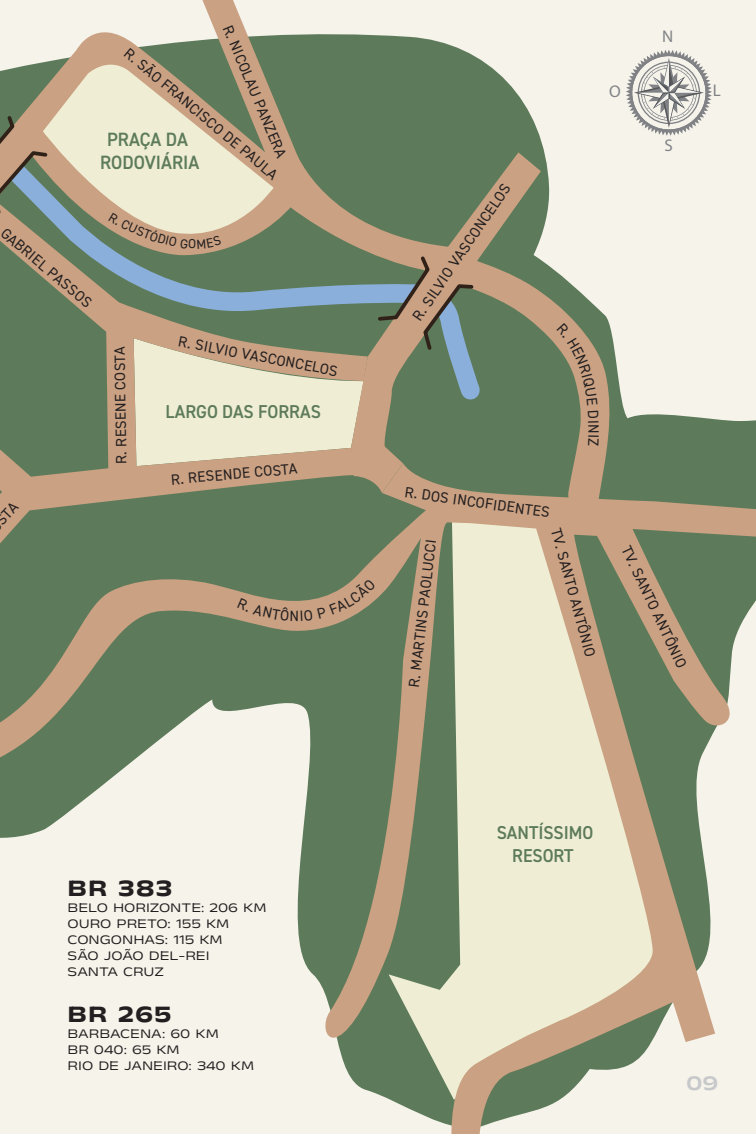 R. NICOLAU PANZERA
R. SÃO FRANCISCO DE PAULA
N
O
L
S
PRAÇA DA
RODOVIÁRIA
R. CUSTÓDIO GOMES
GABRIEL PASSOS
R. SILVIO VASCONCELOS
R. SILVIO VASCONCELOS
R. HENRIQUE DINIZ
R. RESENE COSTA
LARGO DAS FORRAS
R. RESENDE COSTA
STA
R. DOS INCOFIDENTES
R. ANTÔNIO P FALCÃO
R. MARTINS PAOLUCCI
TV. SANTO ANTÔNIO
TV. SANTO ANTÔNIO
SANTÍSSIMO
RESORT
BR 383
BELO HORIZONTE: 206 KM
OURO PRETO: 155 KM
CONGONHAS: 115 KM
SÃO JOÃO DEL-REI
SANTA CRUZ
BR 265
BARBACENA: 60 KM
BR 040: 65 KM
RIO DE JANEIRO: 340 KM
09